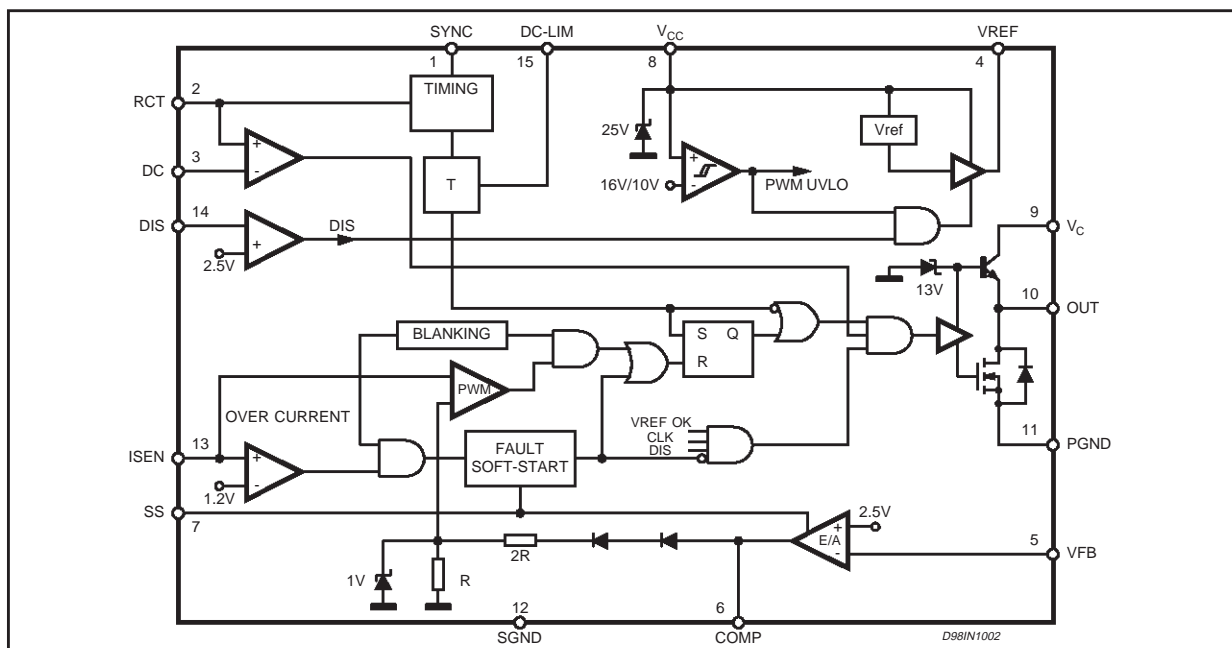 SYNC DC-LIM V_CC VREF
1 15 8 4
2
RCT
TIMING
25V
Vref
3
DC
+
-
T
+
-
16V/10V
PWM UVLO
14
DIS
DIS
+
2.5V
9
V_C
13V
10
OUT
BLANKING
S Q
R
PWM
OVER CURRENT
VREF OK
CLK
DIS
11
PGND
13
ISEN
+
-
1.2V
FAULT
SOFT-START
SS
7
2.5V
+
E/A
-
5
VFB
2R
1V
R
12
SGND
6
COMP
D98IN1002